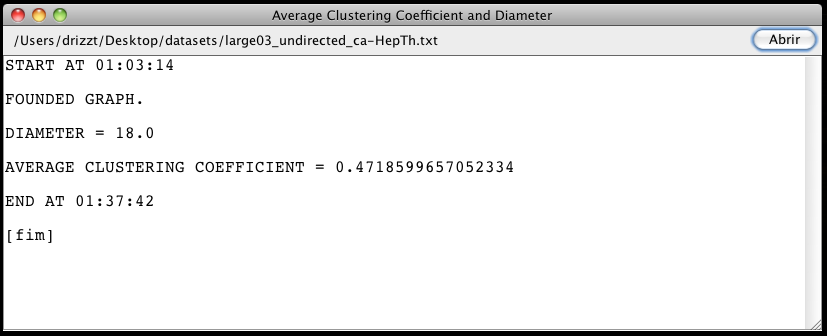 Average Clustering Coefficient and Diameter
/Users/drizzt/Desktop/datasets/large03_undirected_ca-HepTh.txt Abrir
START AT 01:03:14
FOUNDED GRAPH.
DIAMETER = 18.0
AVERAGE CLUSTERING COEFFICIENT = 0.4718599657052334
END AT 01:37:42
[fim]